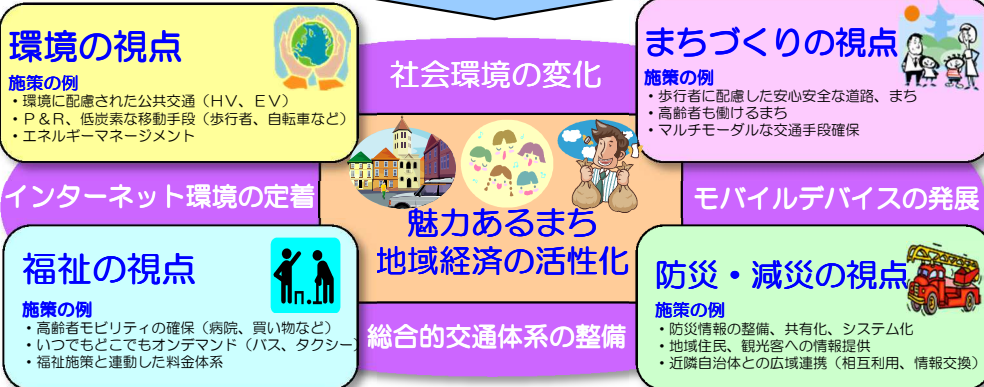 環境の視点
施策の例
・環境に配慮された公共交通（ＨＶ、ＥＶ）
・Ｐ＆Ｒ、低炭素な移動手段（歩行者、自転車など）
・エネルギーマネージメント
社会環境の変化
まちづくりの視点
施策の例
・歩行者に配慮した安心安全な道路、まち
・高齢者も働けるまち
・マルチモーダルな交通手段確保
インターネット環境の定着
魅力あるまち
地域経済の活性化
モバイルデバイスの発展
福祉の視点
施策の例
・高齢者モビリティの確保（病院、買い物など）
・いつでもどこでもオンデマンド（バス、タクシー）
・福祉施策と連動した料金体系
総合的交通体系の整備
防災・減災の視点
施策の例
・防災情報の整備、共有化、システム化
・地域住民、観光客への情報提供
・近隣自治体との広域連携（相互利用、情報交換）